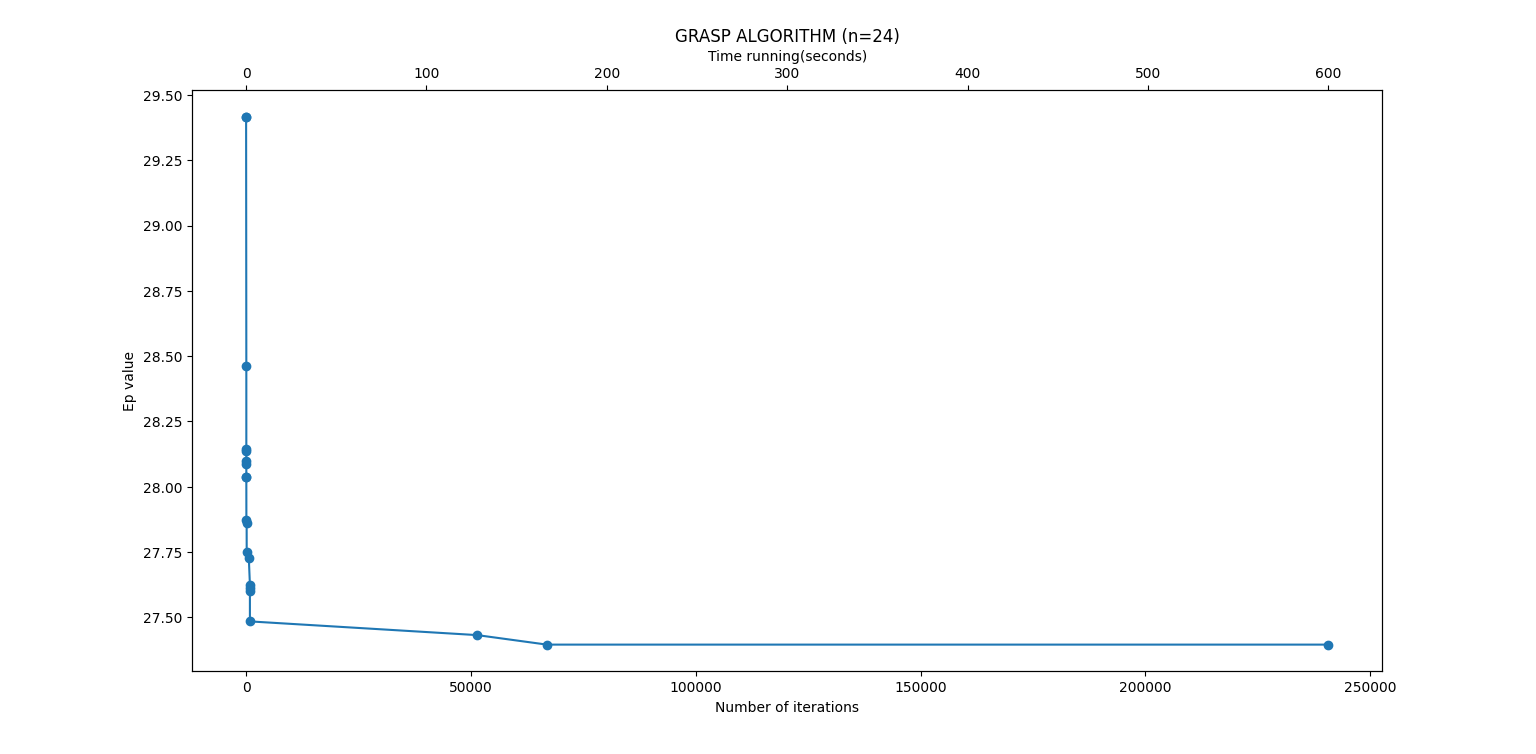 GRASP ALGORITHM (n=24)
Time running(seconds)
0 100 200 300 400 500 600
29.50
29.25
29.00
28.75
28.50
28.25
28.00
27.75
27.50
Ep value
0 50000 100000 150000 200000 250000
Number of iterations